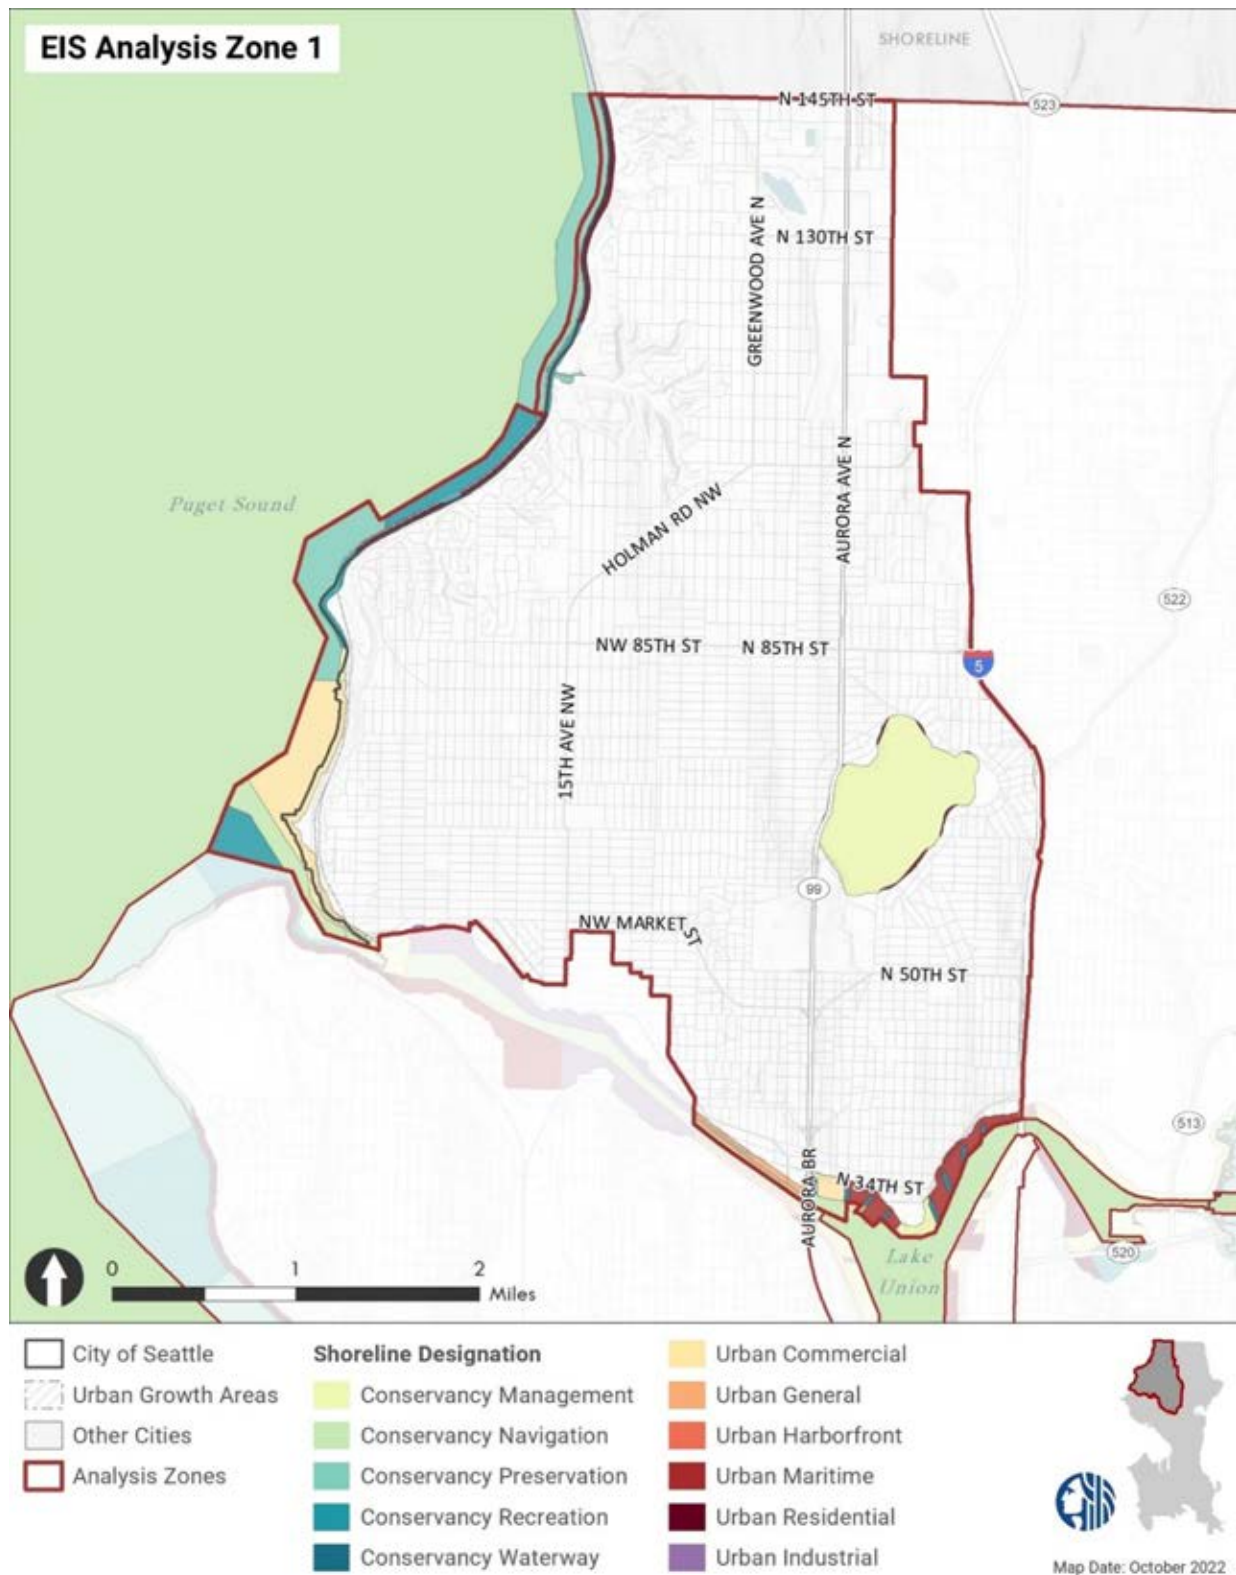 EIS Analysis Zone 1
SHORELINE
N 145TH ST
523
GREENWOOD AVE N
N 130TH ST
Puget Sound
AURORA AVE N
HOLMAN RD NW
522
NW 85TH ST
N 85TH ST
5
15TH AVE NW
99
NW MARKET ST
N 50TH ST
513
AURORA BR
N 34TH ST
520
Lake
Union
0 1 2
Miles
City of Seattle
Urban Growth Areas
Other Cities
Analysis Zones
Shoreline Designation
Conservancy Management
Conservancy Navigation
Conservancy Preservation
Conservancy Recreation
Conservancy Waterway
Urban Commercial
Urban General
Urban Harborfront
Urban Maritime
Urban Residential
Urban Industrial
Map Date: October 2022